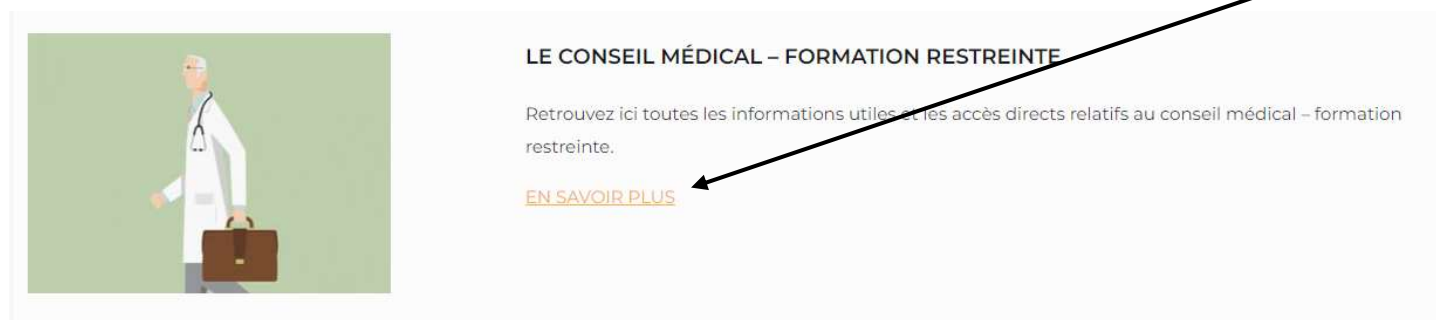 LE CONSEIL MÉDICAL – FORMATION RESTREINTE
Retrouvez ici toutes les informations utiles et les accès directs relatifs au conseil médical – formation
restreinte.
EN SAVOIR PLUS